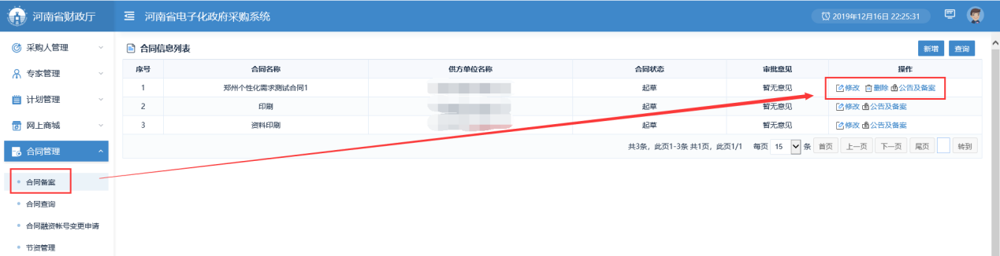 河南省财政厅 河南省电子化政府采购系统 2019年12月16日 22:25:31
采购人管理
专家管理
计划管理
网上商城
合同管理
合同备案
合同查询
合同融资帐号变更申请
节资管理
合同信息列表 新增 查询
序号 合同名称 供方单位名称 合同状态 审批意见 操作
1 郑州个性化需求测试合同1 起草 暂无意见 修改 删除 公告及备案
2 印刷 起草 暂无意见 修改 公告及备案
3 资料印刷 起草 暂无意见 修改 公告及备案
共3条，此页1-3条 共1页，此页1/1 每页 15 条 首页 上一页 下一页 尾页 转到